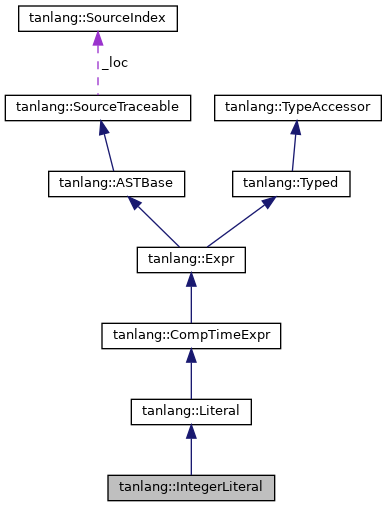 tanlang::SourceIndex
_loc
tanlang::SourceTraceable
tanlang::TypeAccessor
tanlang::ASTBase
tanlang::Typed
tanlang::Expr
tanlang::CompTimeExpr
tanlang::Literal
tanlang::IntegerLiteral